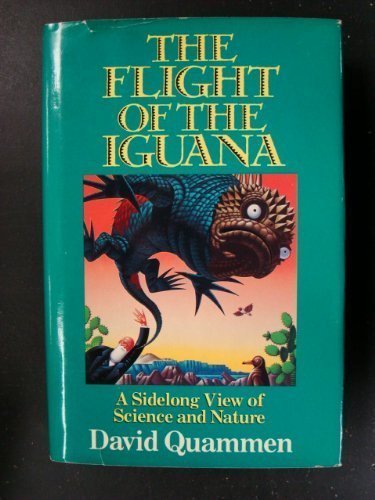 THE
FLIGHT
OF THE
IGUANA
A Sidelong View of
Science and Nature
David Quammen